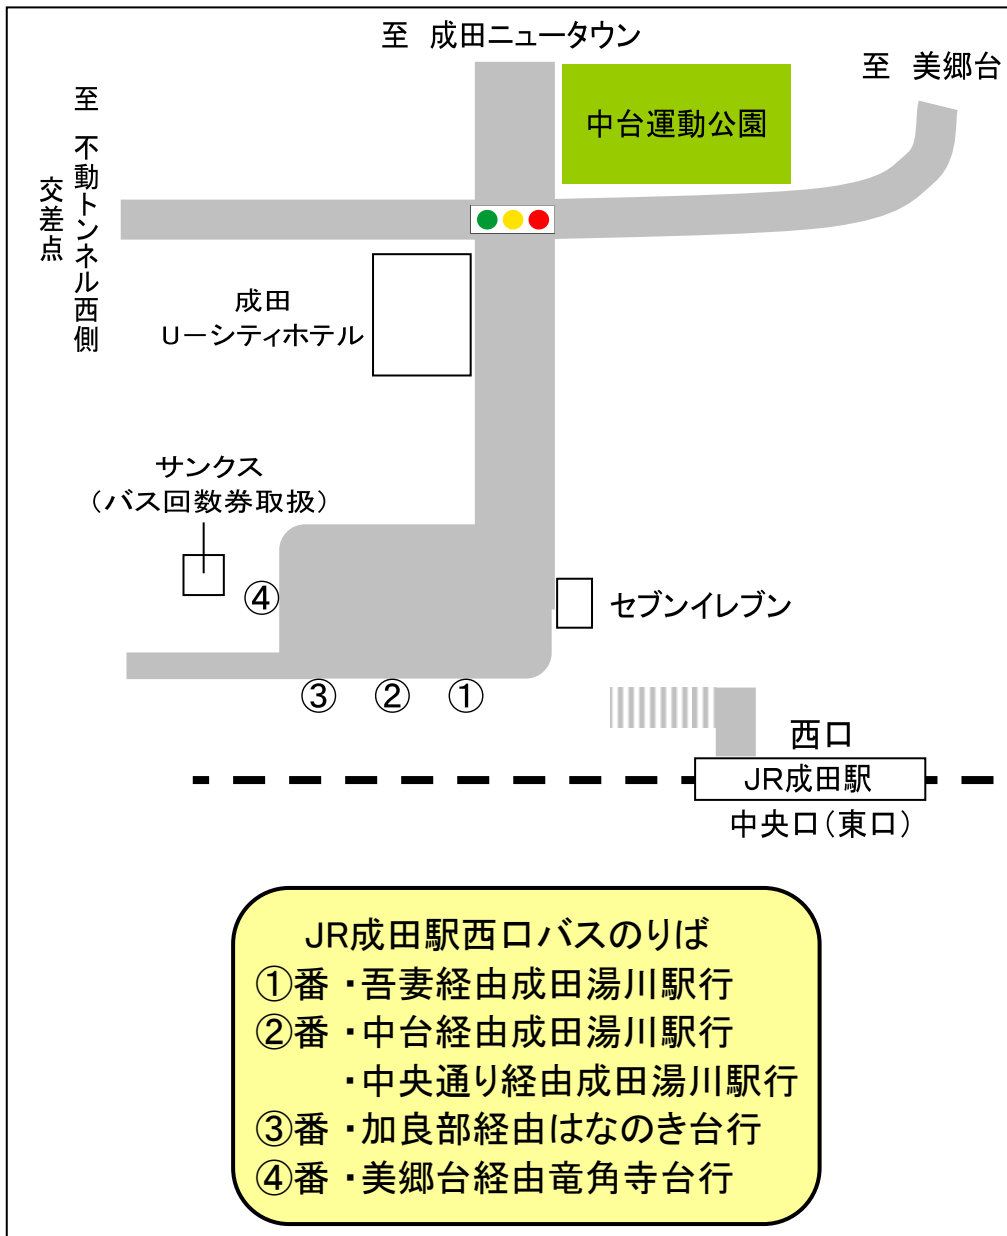 至 成田ニュータウン
至 美郷台
中台運動公園
至 不動トンネル西側
交差点
成田
U－シティホテル
サンクス
（バス回数券取扱）
④
セブンイレブン
③
②
①
西口
JR成田駅
中央口（東口）
JR成田駅西口バスのりば
①番 ・吾妻経由成田湯川駅行
②番 ・中台経由成田湯川駅行
・中央通り経由成田湯川駅行
③番 ・加良部経由はなのき台行
④番 ・美郷台経由竜角寺台行